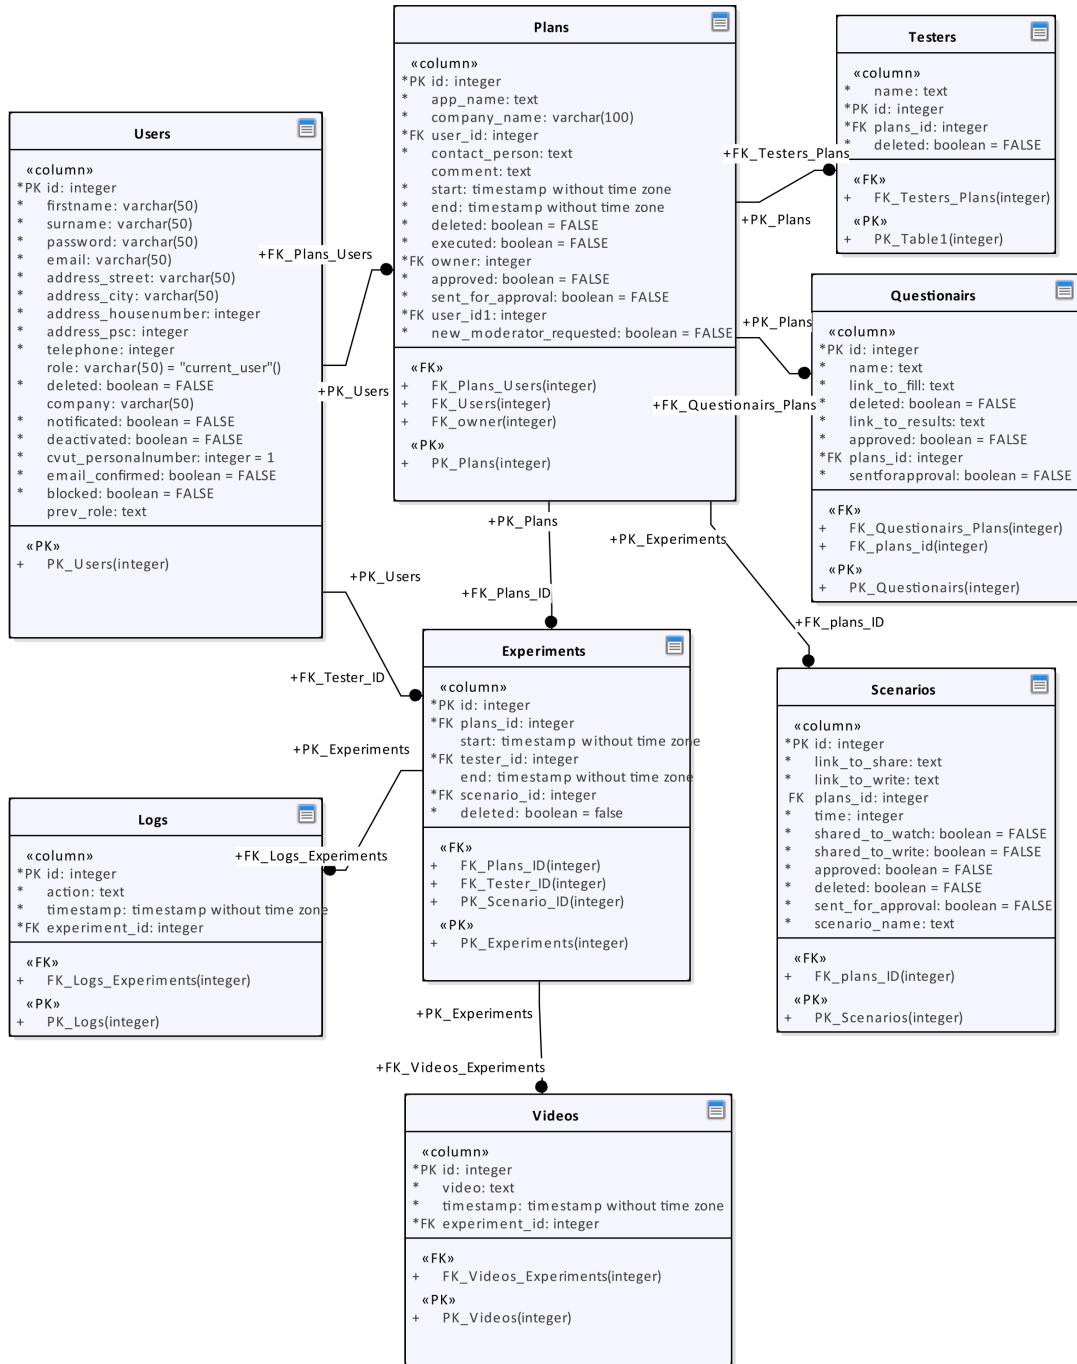 Plans
«column»
*PK id: integer
* app_name: text
* company_name: varchar(100)
*FK user_id: integer
* contact_person: text
comment: text
* start: timestamp without time zone
* end: timestamp without time zone
* deleted: boolean = FALSE
* executed: boolean = FALSE
*FK owner: integer
* approved: boolean = FALSE
* sent_for_approval: boolean = FALSE
*FK user_id1: integer
* new_moderator_requested: boolean = FALSE
«FK»
+ FK_Plans_Users(integer)
+ FK_Users(integer)
+ FK_owner(integer)
«PK»
+ PK_Plans(integer)
Testers
«column»
* name: text
*PK id: integer
*FK plans_id: integer
* deleted: boolean = FALSE
«FK»
+ FK_Testers_Plans(integer)
«PK»
+ PK_Table1(integer)
+FK_Testers_Plans
+PK_Plans
Users
«column»
*PK id: integer
* firstname: varchar(50)
* surname: varchar(50)
* password: varchar(50)
* email: varchar(50)
* address_street: varchar(50)
* address_city: varchar(50)
* address_housenumber: integer
* address_psc: integer
* telephone: integer
role: varchar(50) = "current_user"()
* deleted: boolean = FALSE
company: varchar(50)
* notificated: boolean = FALSE
* deactivated: boolean = FALSE
* cvut_personalnumber: integer = 1
* email_confirmed: boolean = FALSE
* blocked: boolean = FALSE
prev_role: text
«PK»
+ PK_Users(integer)
+FK_Plans_Users
+PK_Users
Questionairs
«column»
*PK id: integer
* name: text
* link_to_fill: text
* deleted: boolean = FALSE
* link_to_results: text
* approved: boolean = FALSE
*FK plans_id: integer
* sentforapproval: boolean = FALSE
«FK»
+ FK_Questionairs_Plans(integer)
+ FK_plans_id(integer)
«PK»
+ PK_Questionairs(integer)
+PK_Plans
+FK_Questionairs_Plans
+PK_Plans
+FK_Plans_ID
+PK_Experiments
+FK_plans_ID
+PK_Users
+FK_Tester_ID
Experiments
«column»
*PK id: integer
*FK plans_id: integer
start: timestamp without time zone
*FK tester_id: integer
end: timestamp without time zone
*FK scenario_id: integer
* deleted: boolean = false
«FK»
+ FK_Plans_ID(integer)
+ FK_Tester_ID(integer)
+ PK_Scenario_ID(integer)
«PK»
+ PK_Experiments(integer)
Scenarios
«column»
*PK id: integer
* link_to_share: text
* link_to_write: text
FK plans_id: integer
* time: integer
* shared_to_watch: boolean = FALSE
* shared_to_write: boolean = FALSE
* approved: boolean = FALSE
* deleted: boolean = FALSE
* sent_for_approval: boolean = FALSE
* scenario_name: text
«FK»
+ FK_plans_ID(integer)
«PK»
+ PK_Scenarios(integer)
+PK_Experiments
+FK_Logs_Experiments
Logs
«column»
*PK id: integer
* action: text
* timestamp: timestamp without time zone
*FK experiment_id: integer
«FK»
+ FK_Logs_Experiments(integer)
«PK»
+ PK_Logs(integer)
+PK_Experiments
+FK_Videos_Experiments
Videos
«column»
*PK id: integer
* video: text
* timestamp: timestamp without time zone
*FK experiment_id: integer
«FK»
+ FK_Videos_Experiments(integer)
«PK»
+ PK_Videos(integer)